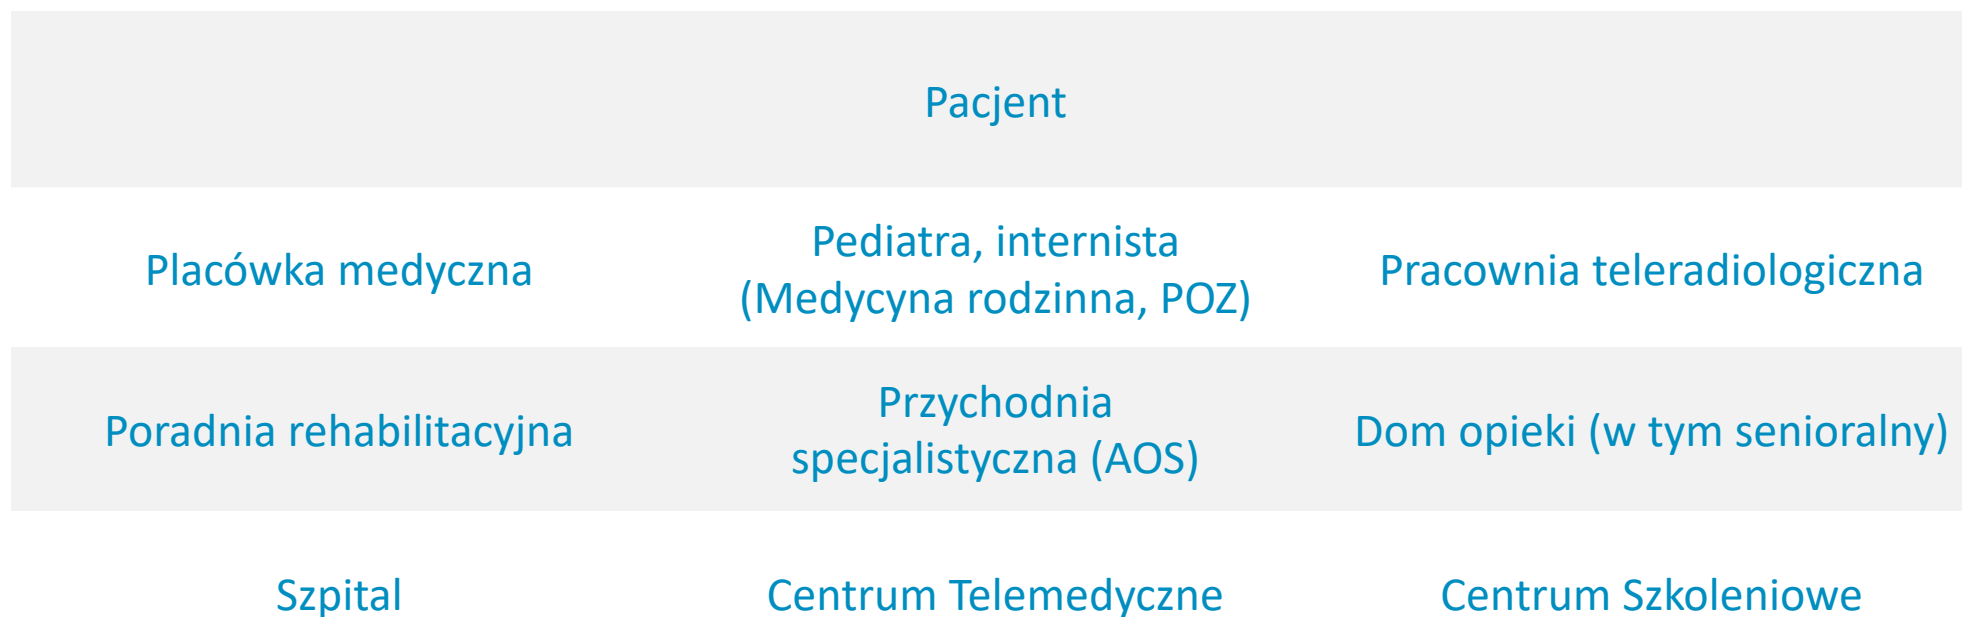 Pacjent
Placówka medyczna
Pediatra, internista
(Medycyna rodzinna, POZ)
Pracownia teleradiologiczna
Poradnia rehabilitacyjna
Przychodnia
specjalistyczna (AOS)
Dom opieki (w tym senioralny)
Szpital
Centrum Telemedyczne
Centrum Szkoleniowe